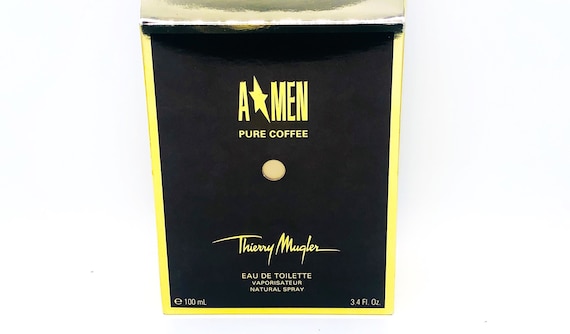 A★MEN
PURE COFFEE
Thierry Mugler
EAU DE TOILETTE
VAPORISATEUR
NATURAL SPRAY
℮ 100 mL 3.4 Fl. Oz.